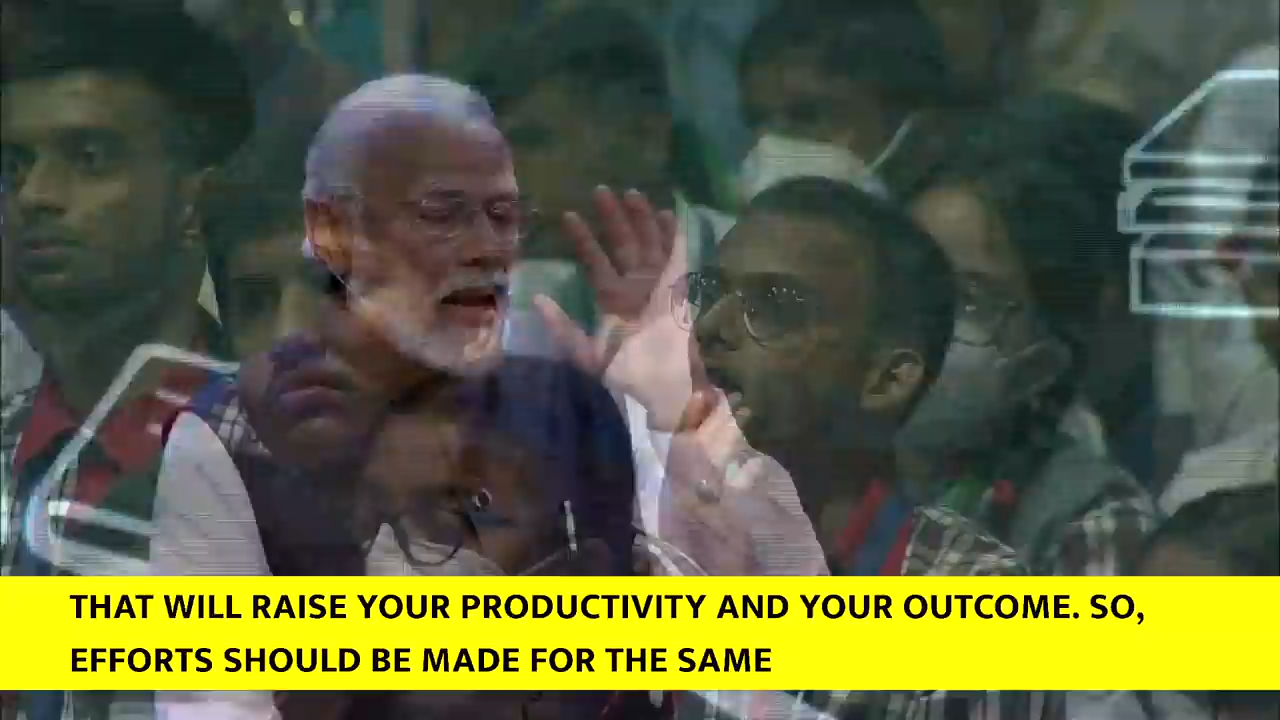 THAT WILL RAISE YOUR PRODUCTIVITY AND YOUR OUTCOME. SO,
EFFORTS SHOULD BE MADE FOR THE SAME